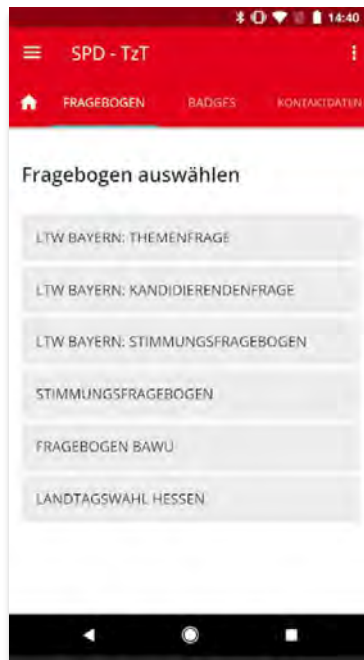 14:40
SPD - TzT
FRAGEBOGEN BADGES KONTAKTDATEN
Fragebogen auswählen
LTW BAYERN: THEMENFRAGE
LTW BAYERN: KANDIDIERENDENFRAGE
LTW BAYERN: STIMMUNGSFRAGEBOGEN
STIMMUNGSFRAGEBOGEN
FRAGEBOGEN BAWÜ
LANDTAGSWAHL HESSEN